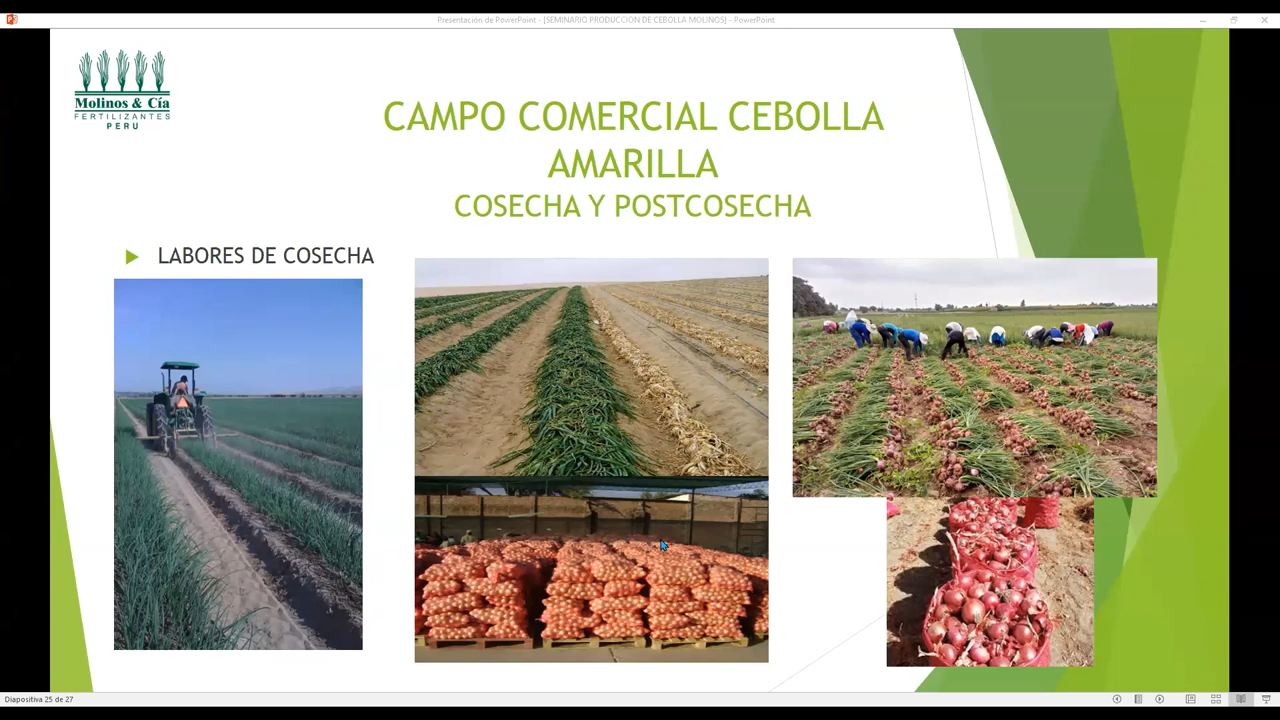 Presentación de PowerPoint - [SEMINARIO PRODUCCION DE CEBOLLA MOLINOS] - PowerPoint
Molinos & Cía
FERTILIZANTES
PERU
CAMPO COMERCIAL CEBOLLA
AMARILLA
COSECHA Y POSTCOSECHA
LABORES DE COSECHA
Diapositiva 25 de 27